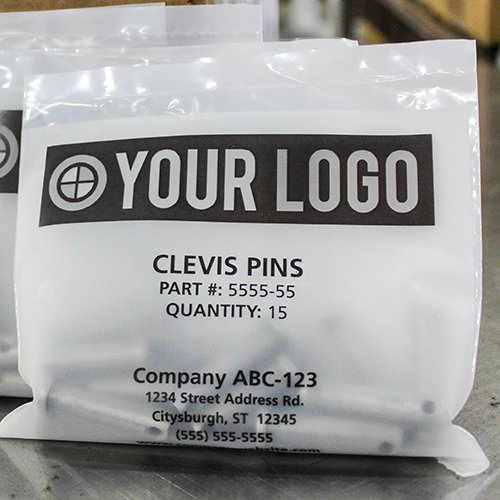 YOUR LOGO
CLEVIS PINS
PART #: 5555-55
QUANTITY: 15
Company ABC-123
1234 Street Address Rd.
Citysburgh, ST 12345
(555) 555-5555